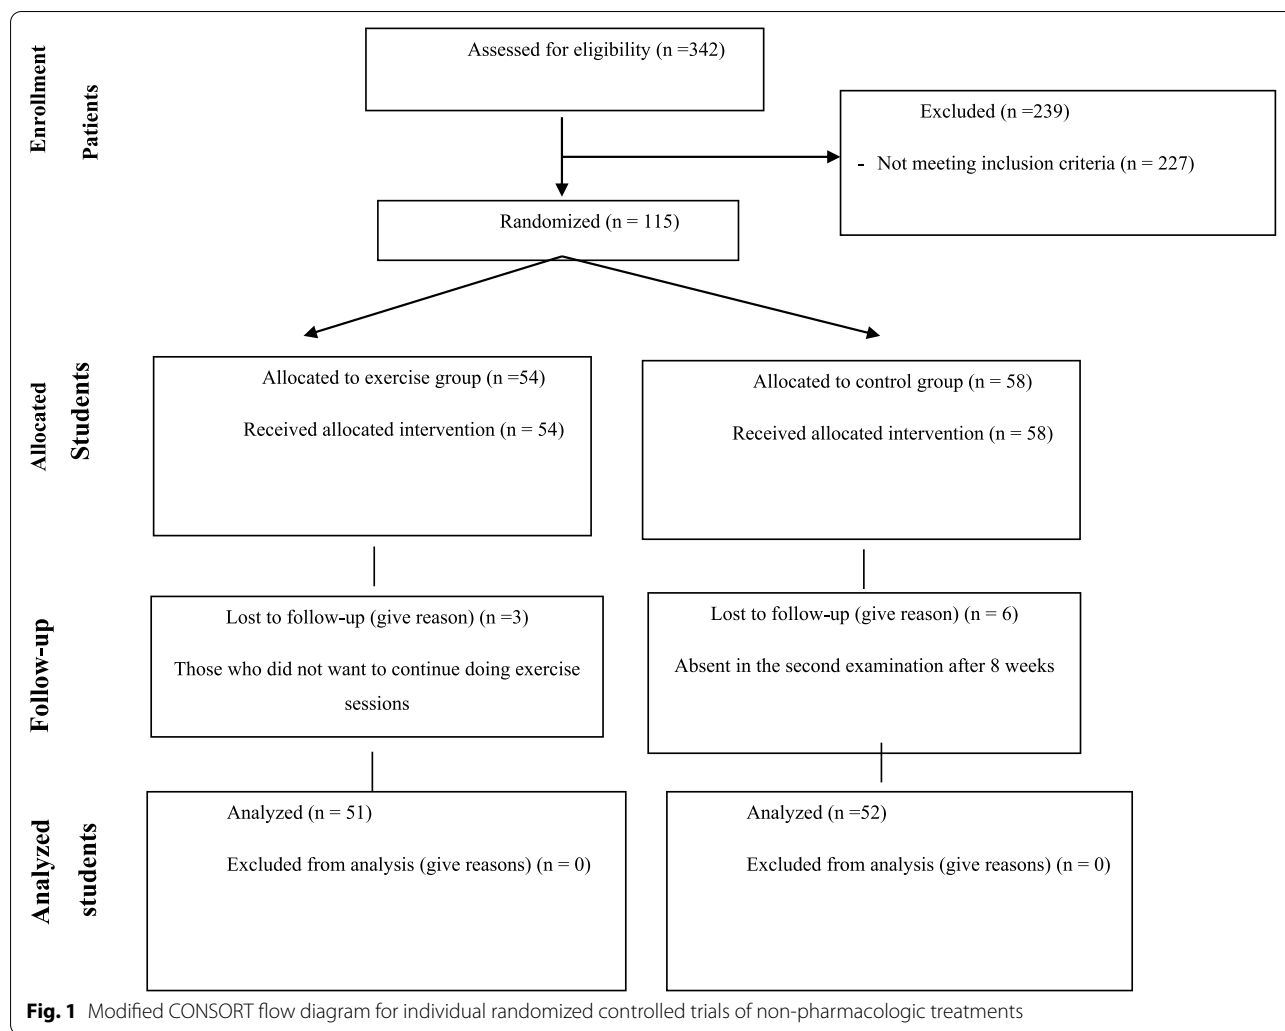 Enrollment
Patients
Assessed for eligibility (n =342)
Excluded (n =239)
- Not meeting inclusion criteria (n = 227)
Randomized (n = 115)
Allocated
Students
Allocated to exercise group (n =54)
Received allocated intervention (n = 54)
Allocated to control group (n = 58)
Received allocated intervention (n = 58)
Follow-up
Lost to follow-up (give reason) (n =3)
Those who did not want to continue doing exercise
sessions
Lost to follow-up (give reason) (n = 6)
Absent in the second examination after 8 weeks
Analyzed
students
Analyzed (n = 51)
Excluded from analysis (give reasons) (n = 0)
Analyzed (n =52)
Excluded from analysis (give reasons) (n = 0)
Fig. 1 Modified CONSORT flow diagram for individual randomized controlled trials of non-pharmacologic treatments